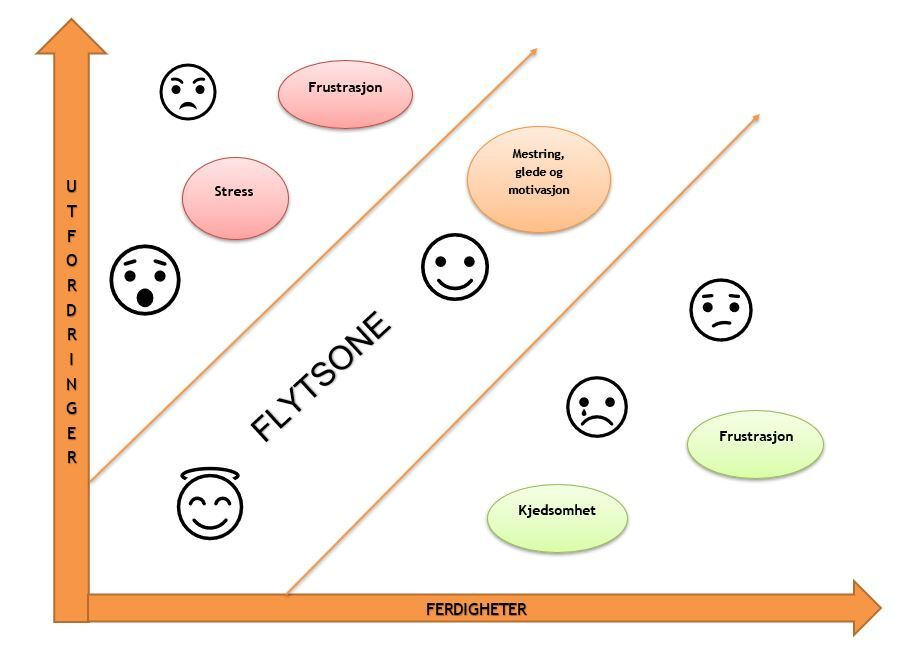 Frustrasjon
Mestring,
glede og
motivasjon
Stress
UTFORDRINGER
FLYTSONE
Frustrasjon
Kjedsomhet
FERDIGHETER